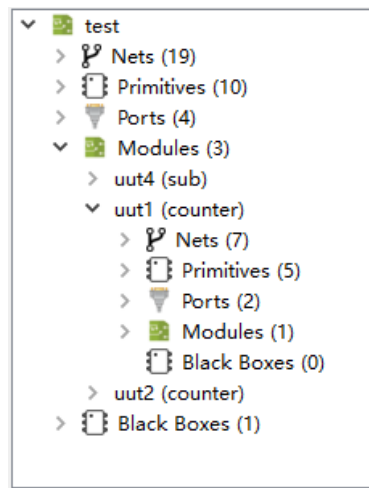 test
Nets (19)
Primitives (10)
Ports (4)
Modules (3)
uut4 (sub)
uut1 (counter)
Nets (7)
Primitives (5)
Ports (2)
Modules (1)
Black Boxes (0)
uut2 (counter)
Black Boxes (1)